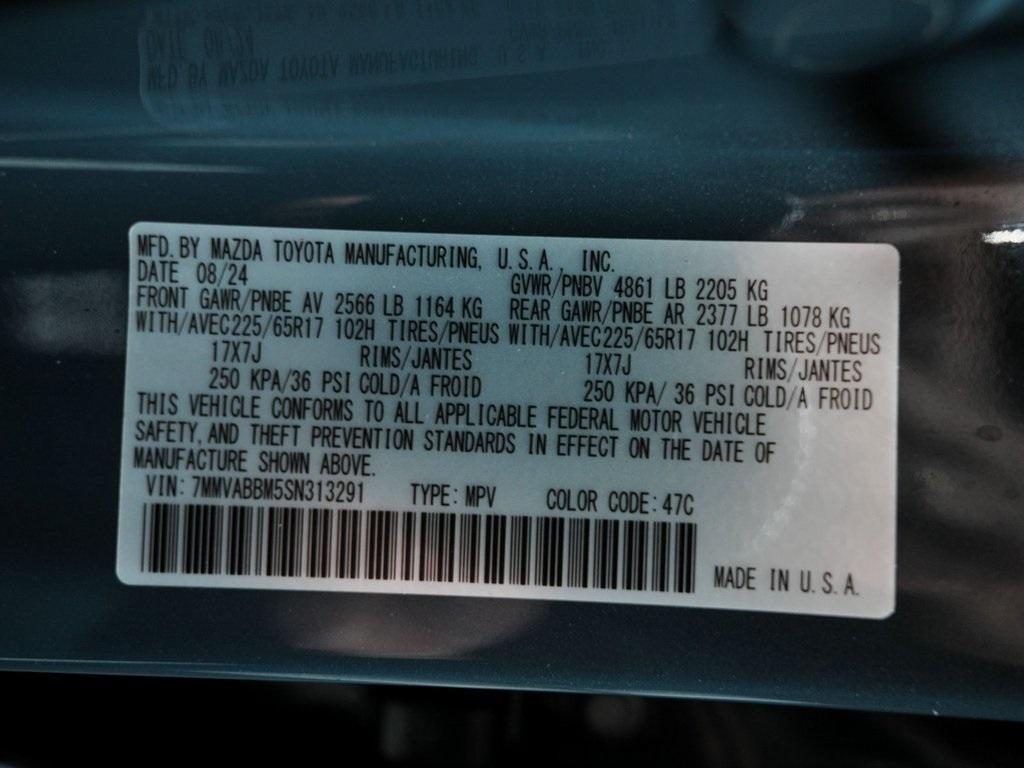 MFD. BY MAZDA TOYOTA MANUFACTURING, U.S.A. INC.
DATE 08/24 GVWR/PNBV 4861 LB 2205 KG
FRONT GAWR/PNBE AV 2566 LB 1164 KG REAR GAWR/PNBE AR 2377 LB 1078 KG
WITH/AVEC225/65R17 102H TIRES/PNEUS WITH/AVEC225/65R17 102H TIRES/PNEUS
17X7J RIMS/JANTES 17X7J RIMS/JANTES
250 KPA/36 PSI COLD/A FROID 250 KPA/ 36 PSI COLD/A FROID
THIS VEHICLE CONFORMS TO ALL APPLICABLE FEDERAL MOTOR VEHICLE
SAFETY, AND THEFT PREVENTION STANDARDS IN EFFECT ON THE DATE OF
MANUFACTURE SHOWN ABOVE.
VIN: 7MMVABBM5SN313291 TYPE: MPV COLOR CODE: 47C
MADE IN U.S.A.